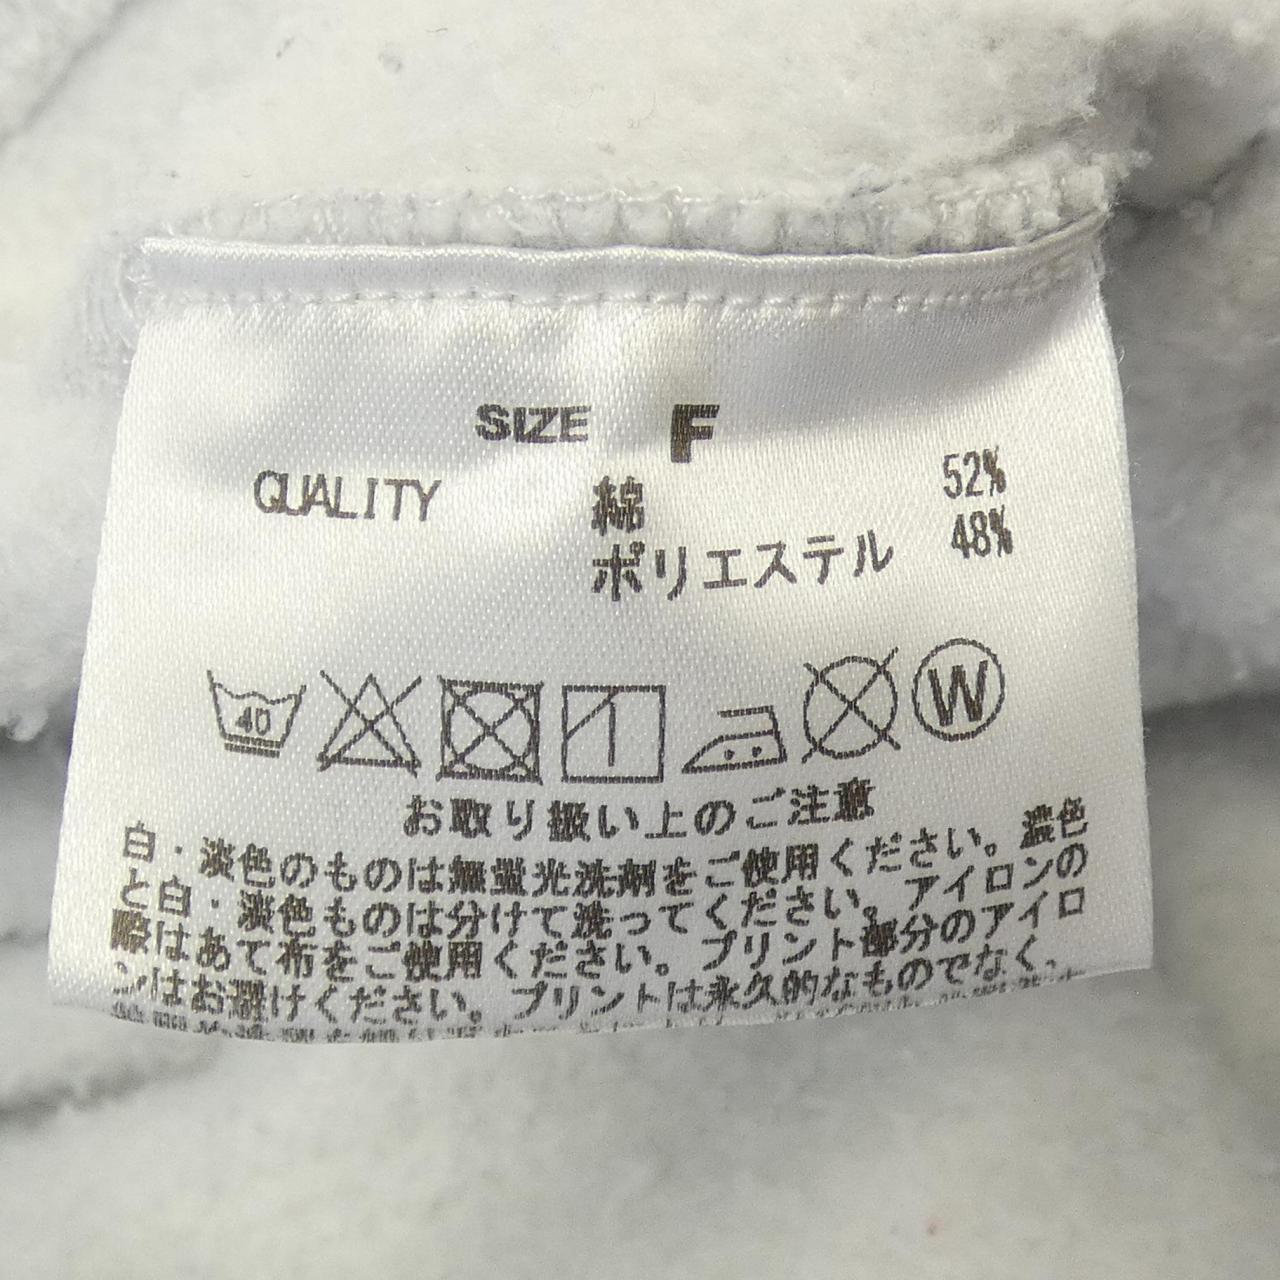 SIZE F
QUALITY 綿 52%
ポリエステル 48%
40
W
お取り扱い上のご注意
白・淡色のものは無蛍光洗剤をご使用ください。濃色
と白・淡色ものは分けて洗ってください。アイロンの
際はあて布をご使用ください。プリント部分のアイロ
ンはお避けください。プリントは永久的なものでなく、